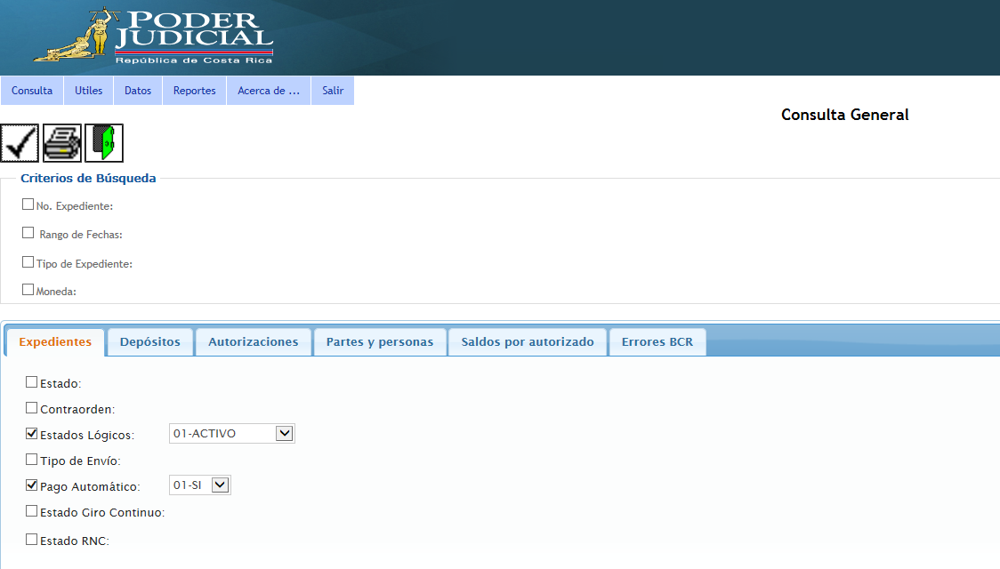 PODER
JUDICIAL
República de Costa Rica
Consulta Utiles Datos Reportes Acerca de ... Salir
Consulta General
Criterios de Búsqueda
No. Expediente:
Rango de Fechas:
Tipo de Expediente:
Moneda:
Expedientes Depósitos Autorizaciones Partes y personas Saldos por autorizado Errores BCR
Estado:
Contraorden:
Estados Lógicos: 01-ACTIVO
Tipo de Envío:
Pago Automático: 01-SI
Estado Giro Continuo:
Estado RNC: